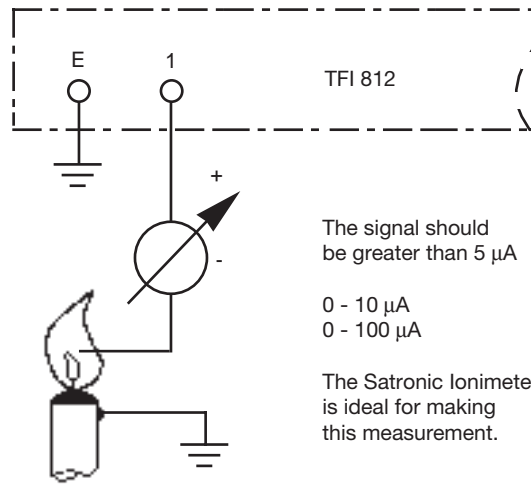 E 1 TFI 812
+
-
The signal should
be greater than 5 µA
0 - 10 µA
0 - 100 µA
The Satronic Ionimete
is ideal for making
this measurement.